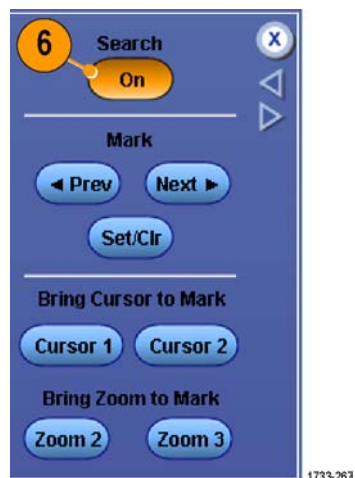 6
Search
X
On
Mark
◄ Prev
Next ►
Set/Clr
Bring Cursor to Mark
Cursor 1
Cursor 2
Bring Zoom to Mark
Zoom 2
Zoom 3
1733-267